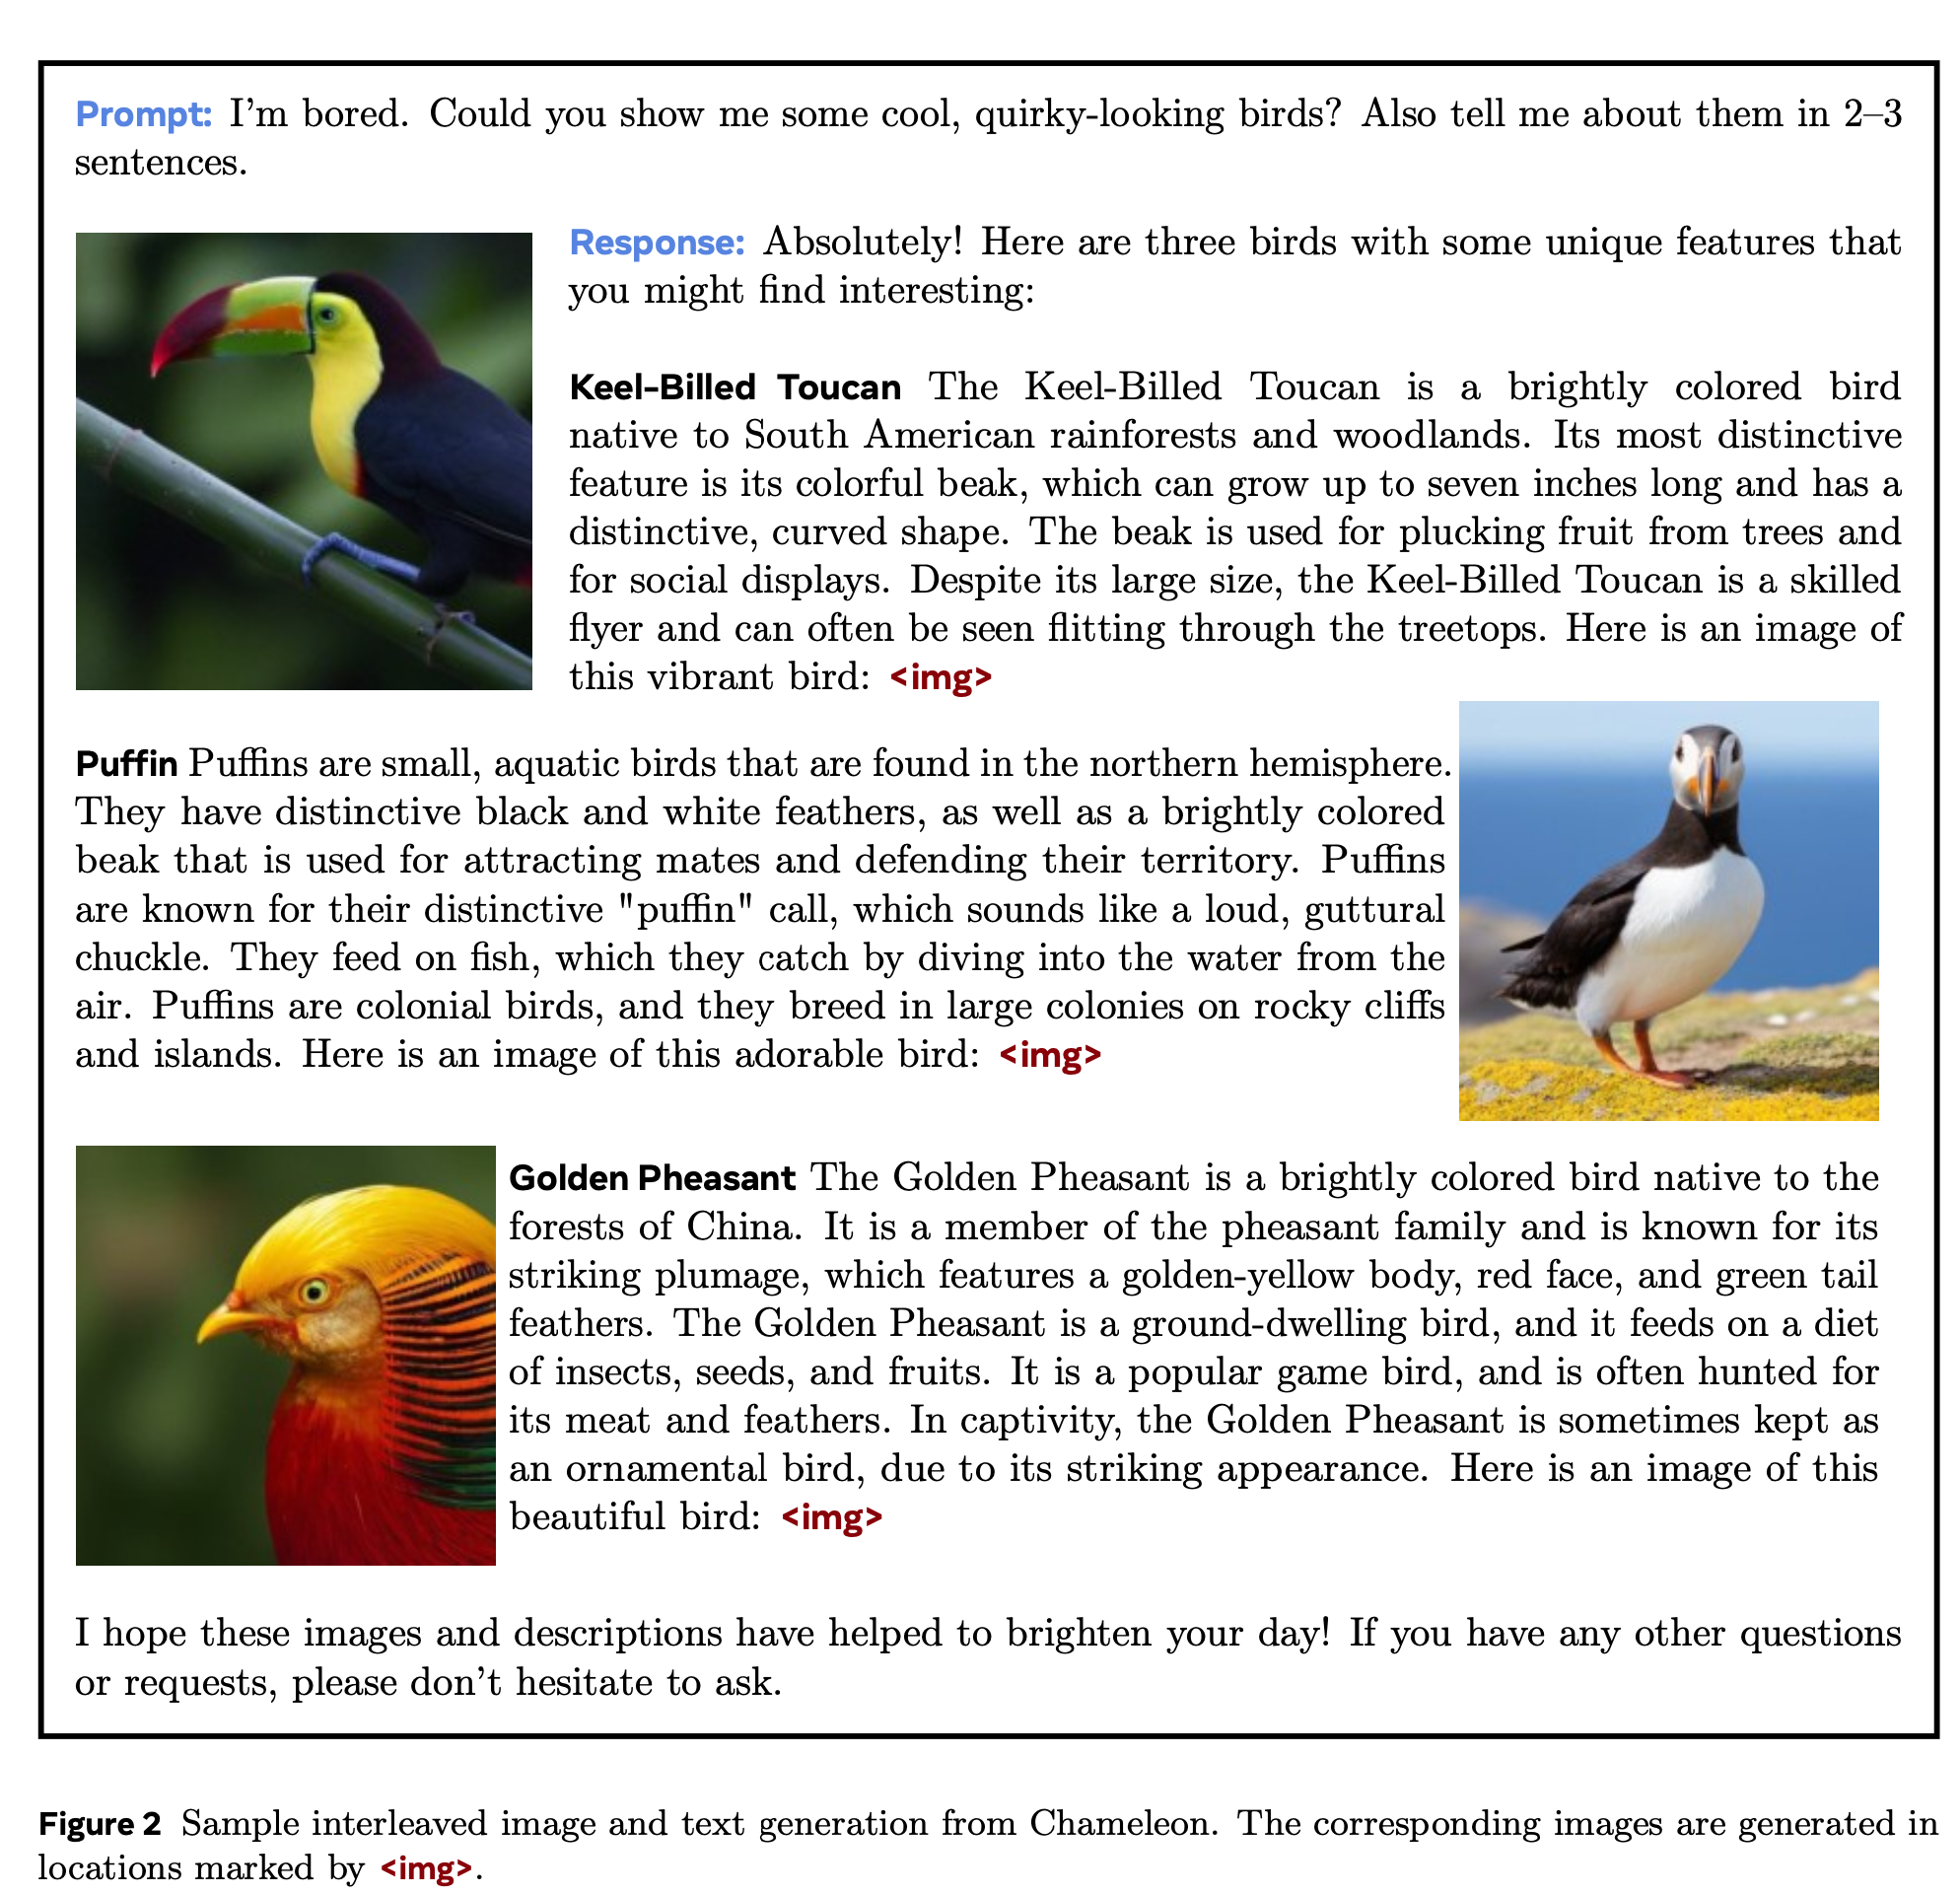 Prompt: I'm bored. Could you show me some cool, quirky-looking birds? Also tell me about them in 2–3
sentences.
Response: Absolutely! Here are three birds with some unique features that
you might find interesting:
Keel-Billed Toucan The Keel-Billed Toucan is a brightly colored bird
native to South American rainforests and woodlands. Its most distinctive
feature is its colorful beak, which can grow up to seven inches long and has a
distinctive, curved shape. The beak is used for plucking fruit from trees and
for social displays. Despite its large size, the Keel-Billed Toucan is a skilled
flyer and can often be seen flitting through the treetops. Here is an image of
this vibrant bird: <img>
Puffin Puffins are small, aquatic birds that are found in the northern hemisphere.
They have distinctive black and white feathers, as well as a brightly colored
beak that is used for attracting mates and defending their territory. Puffins
are known for their distinctive "puffin" call, which sounds like a loud, guttural
chuckle. They feed on fish, which they catch by diving into the water from the
air. Puffins are colonial birds, and they breed in large colonies on rocky cliffs
and islands. Here is an image of this adorable bird: <img>
Golden Pheasant The Golden Pheasant is a brightly colored bird native to the
forests of China. It is a member of the pheasant family and is known for its
striking plumage, which features a golden-yellow body, red face, and green tail
feathers. The Golden Pheasant is a ground-dwelling bird, and it feeds on a diet
of insects, seeds, and fruits. It is a popular game bird, and is often hunted for
its meat and feathers. In captivity, the Golden Pheasant is sometimes kept as
an ornamental bird, due to its striking appearance. Here is an image of this
beautiful bird: <img>
I hope these images and descriptions have helped to brighten your day! If you have any other questions
or requests, please don't hesitate to ask.
Figure 2 Sample interleaved image and text generation from Chameleon. The corresponding images are generated in
locations marked by <img>.